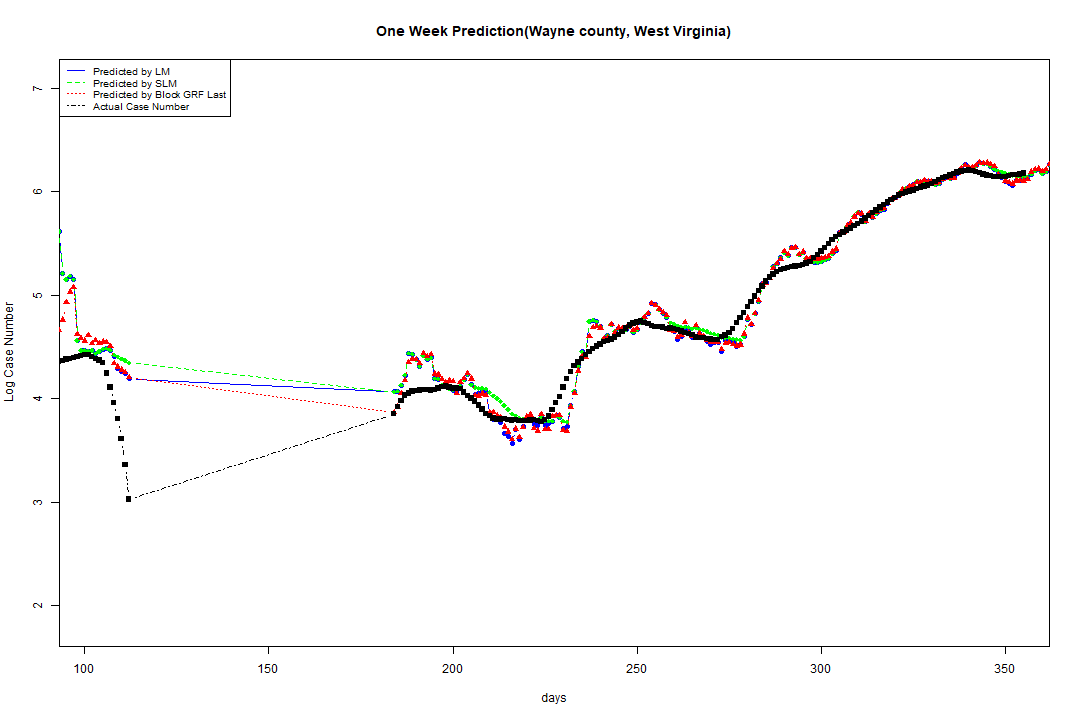 One Week Prediction(Wayne county, West Virginia)
Predicted by LM
Predicted by SLM
Predicted by Block GRF Last
Actual Case Number
Log Case Number
7
6
5
4
3
2
100 150 200 250 300 350
days